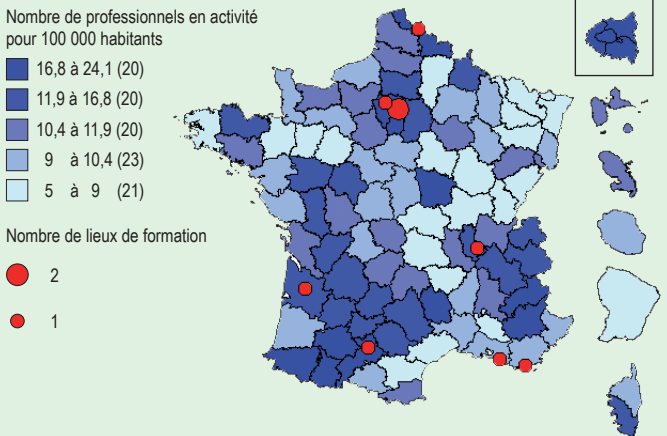 Nombre de professionnels en activité
pour 100 000 habitants
16,8 à 24,1 (20)
11,9 à 16,8 (20)
10,4 à 11,9 (20)
9 à 10,4 (23)
5 à 9 (21)
Nombre de lieux de formation
2
1